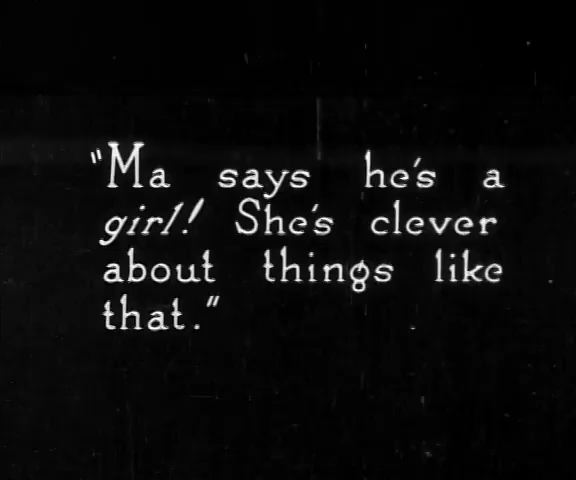 "Ma says he's a
girl! She's clever
about things like
that."